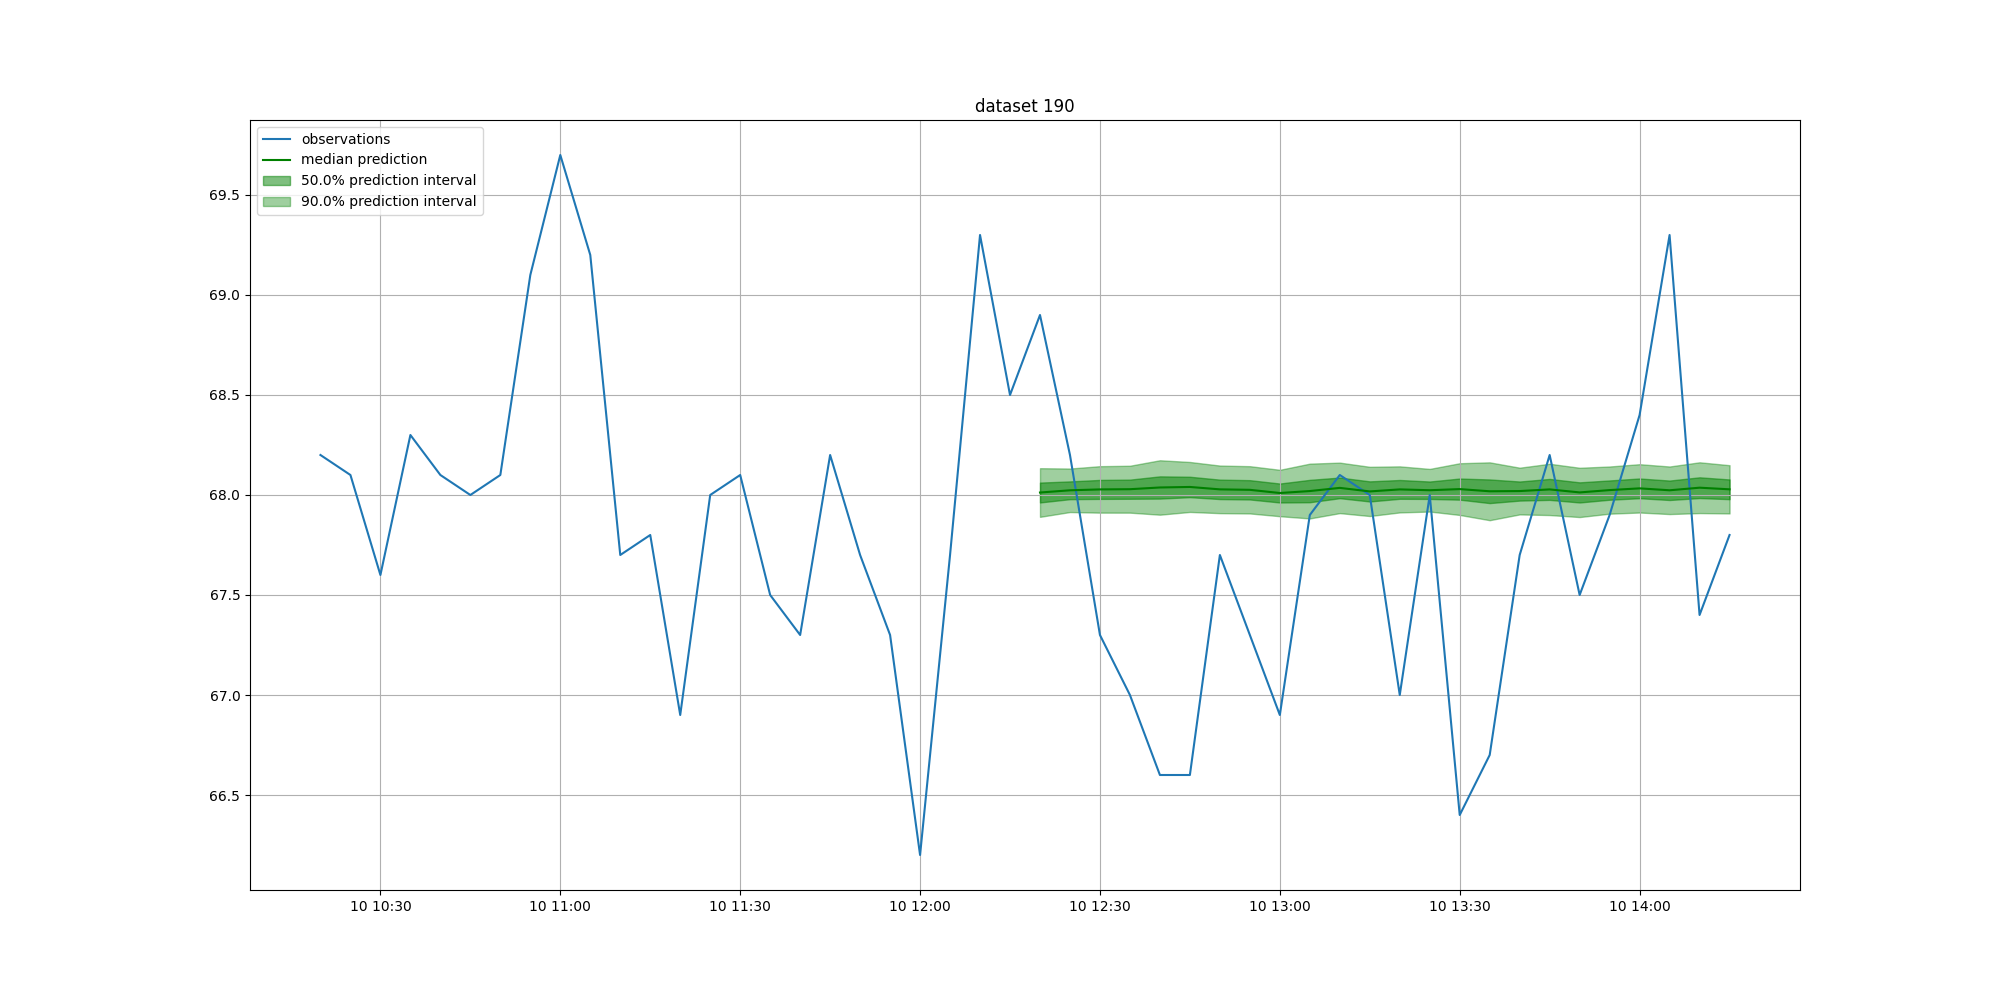 dataset 190
observations
median prediction
50.0% prediction interval
90.0% prediction interval
69.5
69.0
68.5
68.0
67.5
67.0
66.5
10 10:30 10 11:00 10 11:30 10 12:00 10 12:30 10 13:00 10 13:30 10 14:00